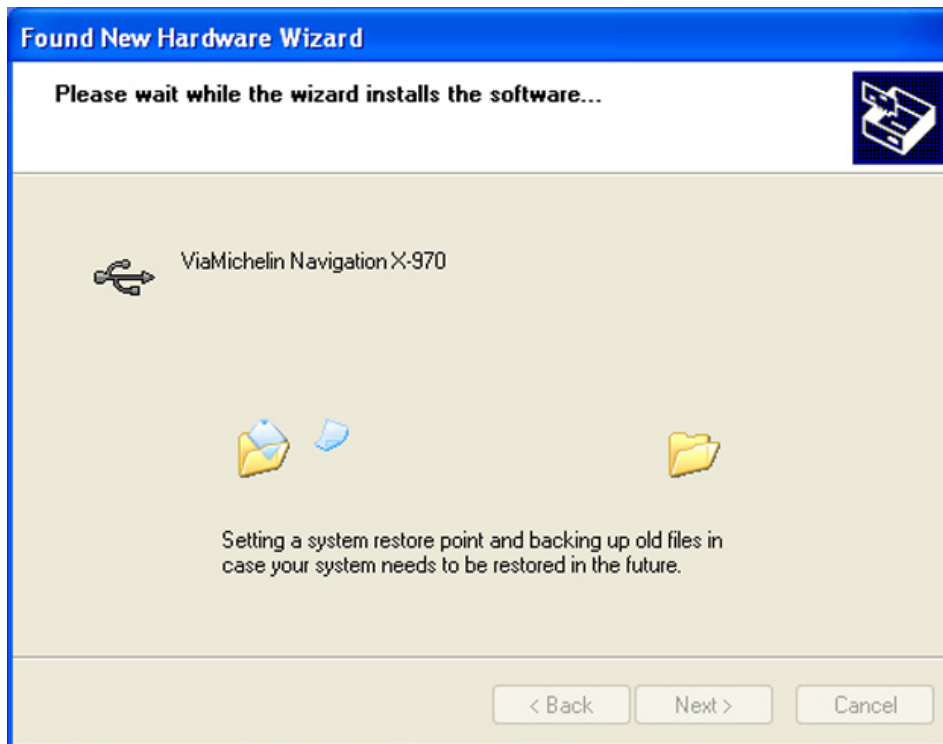 Found New Hardware Wizard
Please wait while the wizard installs the software...
ViaMichelin Navigation X-970
Setting a system restore point and backing up old files in
case your system needs to be restored in the future.
< Back
Next >
Cancel